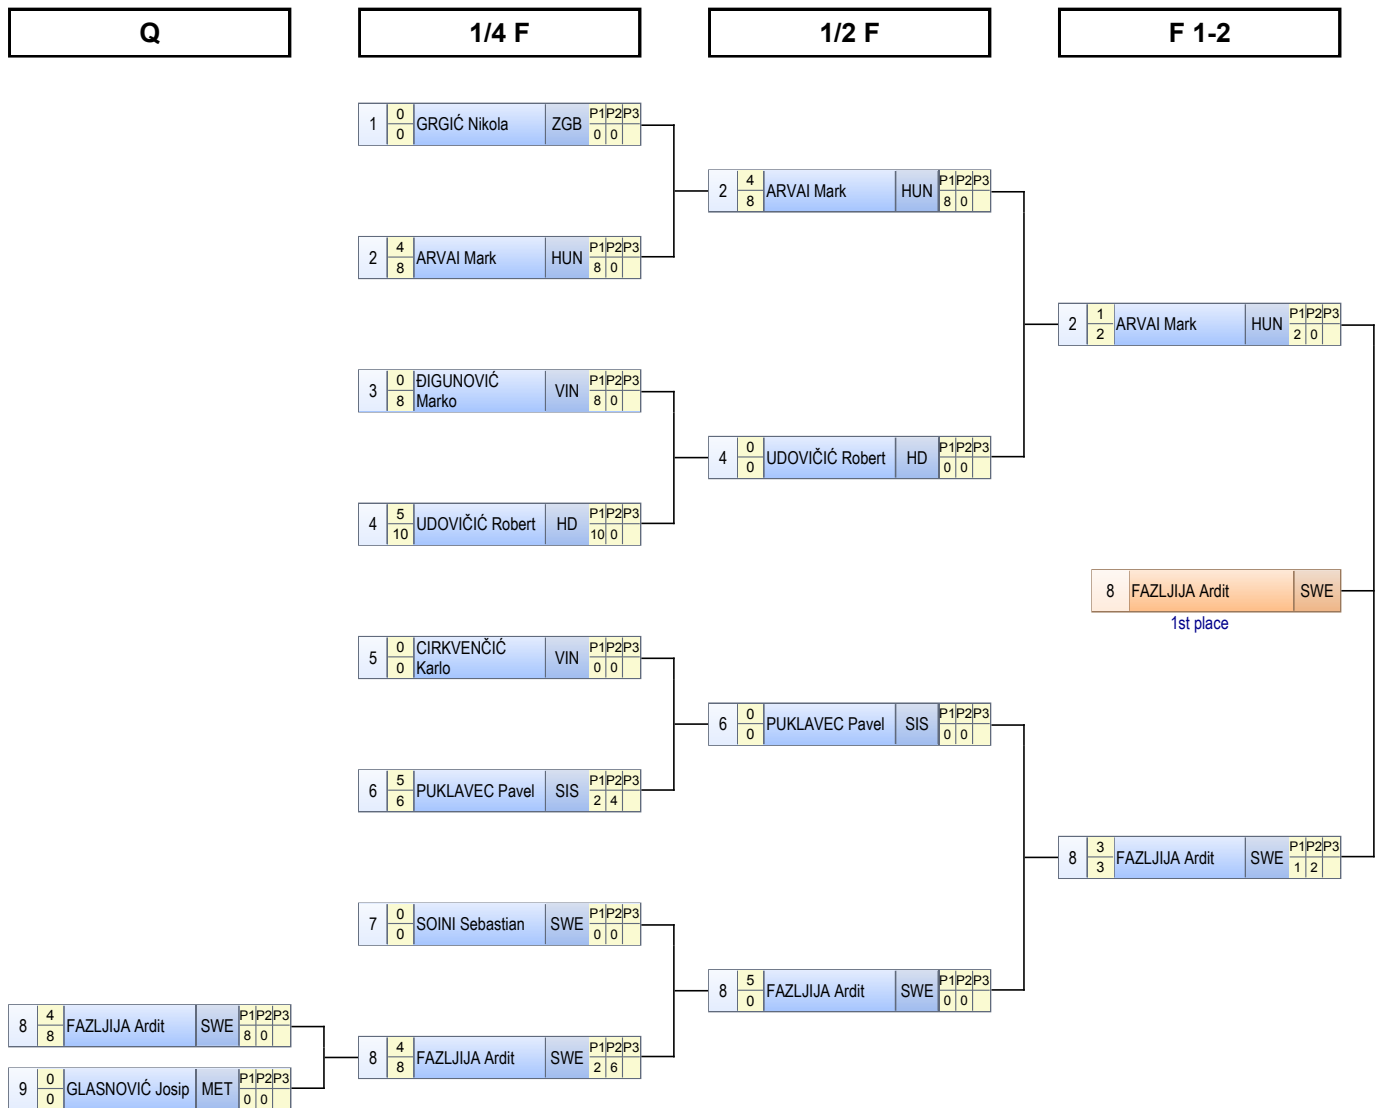 Q 1/4 F 1/2 F F 1-2
1 0 0 GRGIĆ Nikola ZGB P1 P2 P3 0 0
2 4 8 ARVAI Mark HUN P1 P2 P3 8 0
3 0 8 ĐIGUNOVIĆ Marko VIN P1 P2 P3 8 0
4 5 10 UDOVIČIĆ Robert HD P1 P2 P3 10 0
5 0 0 CIRKVENČIĆ Karlo VIN P1 P2 P3 0 0
6 5 6 PUKLAVEC Pavel SIS P1 P2 P3 2 4
7 0 0 SOINI Sebastian SWE P1 P2 P3 0 0
8 4 8 FAZLJIJA Ardit SWE P1 P2 P3 8 0
9 0 0 GLASNOVIĆ Josip MET P1 P2 P3 0 0
8 4 8 FAZLJIJA Ardit SWE P1 P2 P3 2 6
2 4 8 ARVAI Mark HUN P1 P2 P3 8 0
4 0 0 UDOVIČIĆ Robert HD P1 P2 P3 0 0
6 0 0 PUKLAVEC Pavel SIS P1 P2 P3 0 0
8 5 0 FAZLJIJA Ardit SWE P1 P2 P3 0 0
2 1 2 ARVAI Mark HUN P1 P2 P3 2 0
8 3 3 FAZLJIJA Ardit SWE P1 P2 P3 1 2
8 FAZLJIJA Ardit SWE
1st place